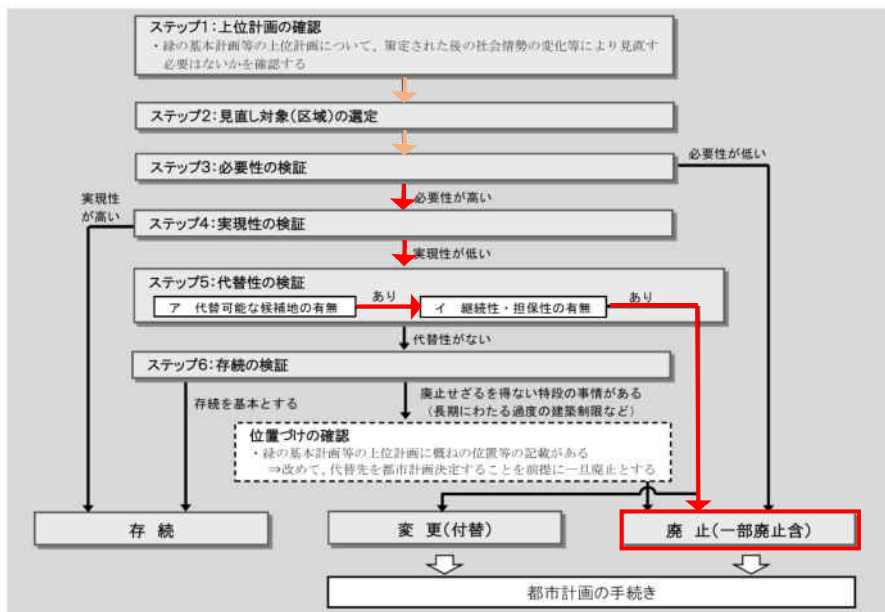 ステップ1:上位計画の確認
・緑の基本計画等の上位計画について、策定された後の社会情勢の変化等により見直す
必要はないかを確認する
ステップ2:見直し対象(区域)の選定
ステップ3:必要性の検証
必要性が低い
必要性が高い
実現性
が高い
ステップ4:実現性の検証
実現性が低い
ステップ5:代替性の検証
ア 代替可能な候補地の有無
あり
イ 継続性・担保性の有無
あり
代替性がない
ステップ6:存続の検証
存続を基本とする
廃止せざるを得ない特段の事情がある
(長期にわたる過度の建築制限など)
位置づけの確認
・緑の基本計画等の上位計画に概ねの位置等の記載がある
⇒改めて、代替先を都市計画決定することを前提に一旦廃止とする
存 続
変 更(付替)
廃 止(一部廃止含)
都市計画の手続き